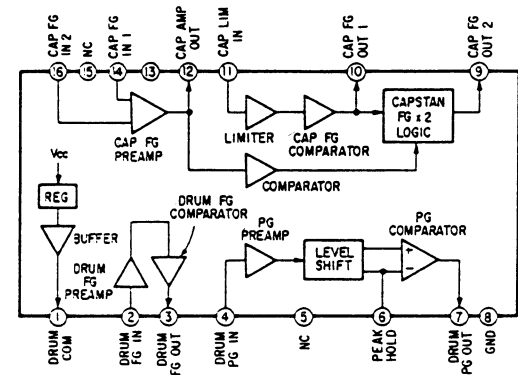 CAP FG
IN 2
NC
CAP FG
IN 1
CAP AMP
OUT
CAP LIM
IN
CAP FG
OUT 1
CAP FG
OUT 2
16
15
14
13
12
11
10
9
CAP FG
PREAMP
LIMITER
CAP FG
COMPARATOR
CAPSTAN
FG x 2
LOGIC
COMPARATOR
Vcc
REG
BUFFER
DRUM
FG
PREAMP
DRUM FG
COMPARATOR
PG
PREAMP
LEVEL
SHIFT
PG
COMPARATOR
+
-
1
2
3
4
5
6
7
8
DRUM
COM
DRUM
FG IN
DRUM
FG OUT
DRUM
PG IN
NC
PEAK
HOLD
DRUM
PG OUT
GND